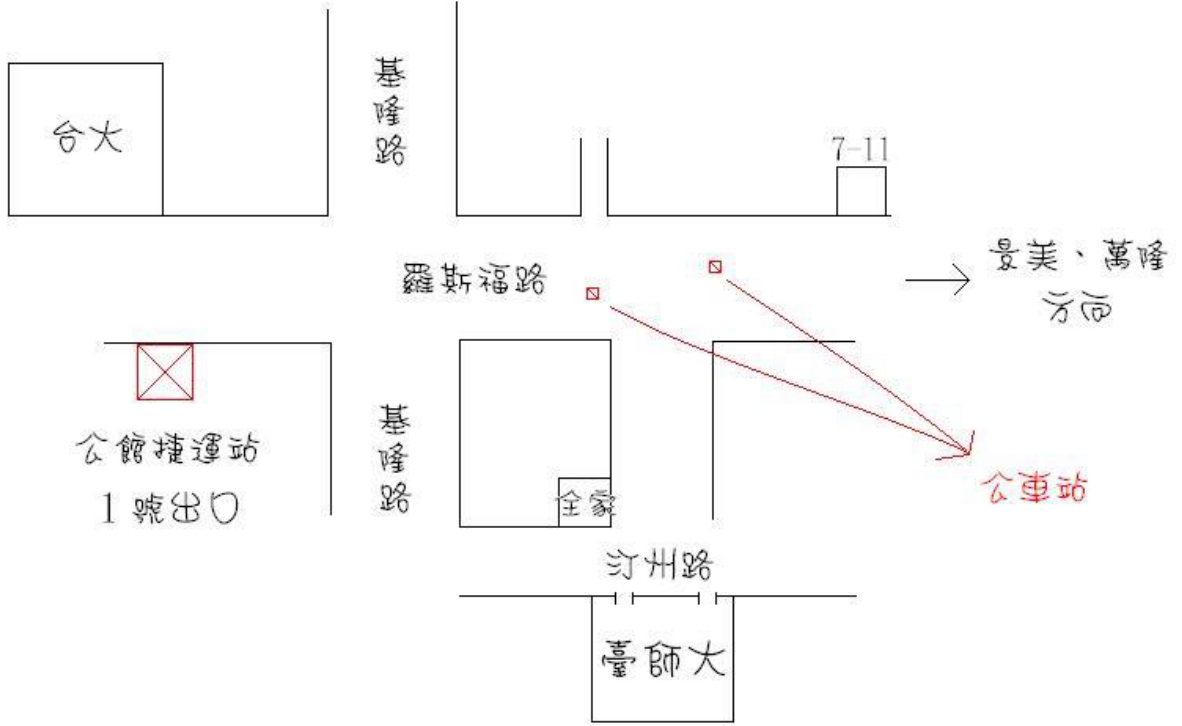 台大
基隆路
7-11
羅斯福路
景美、萬隆
方向
公館捷運站
1 號出口
基隆路
全家
公車站
汀州路
臺師大